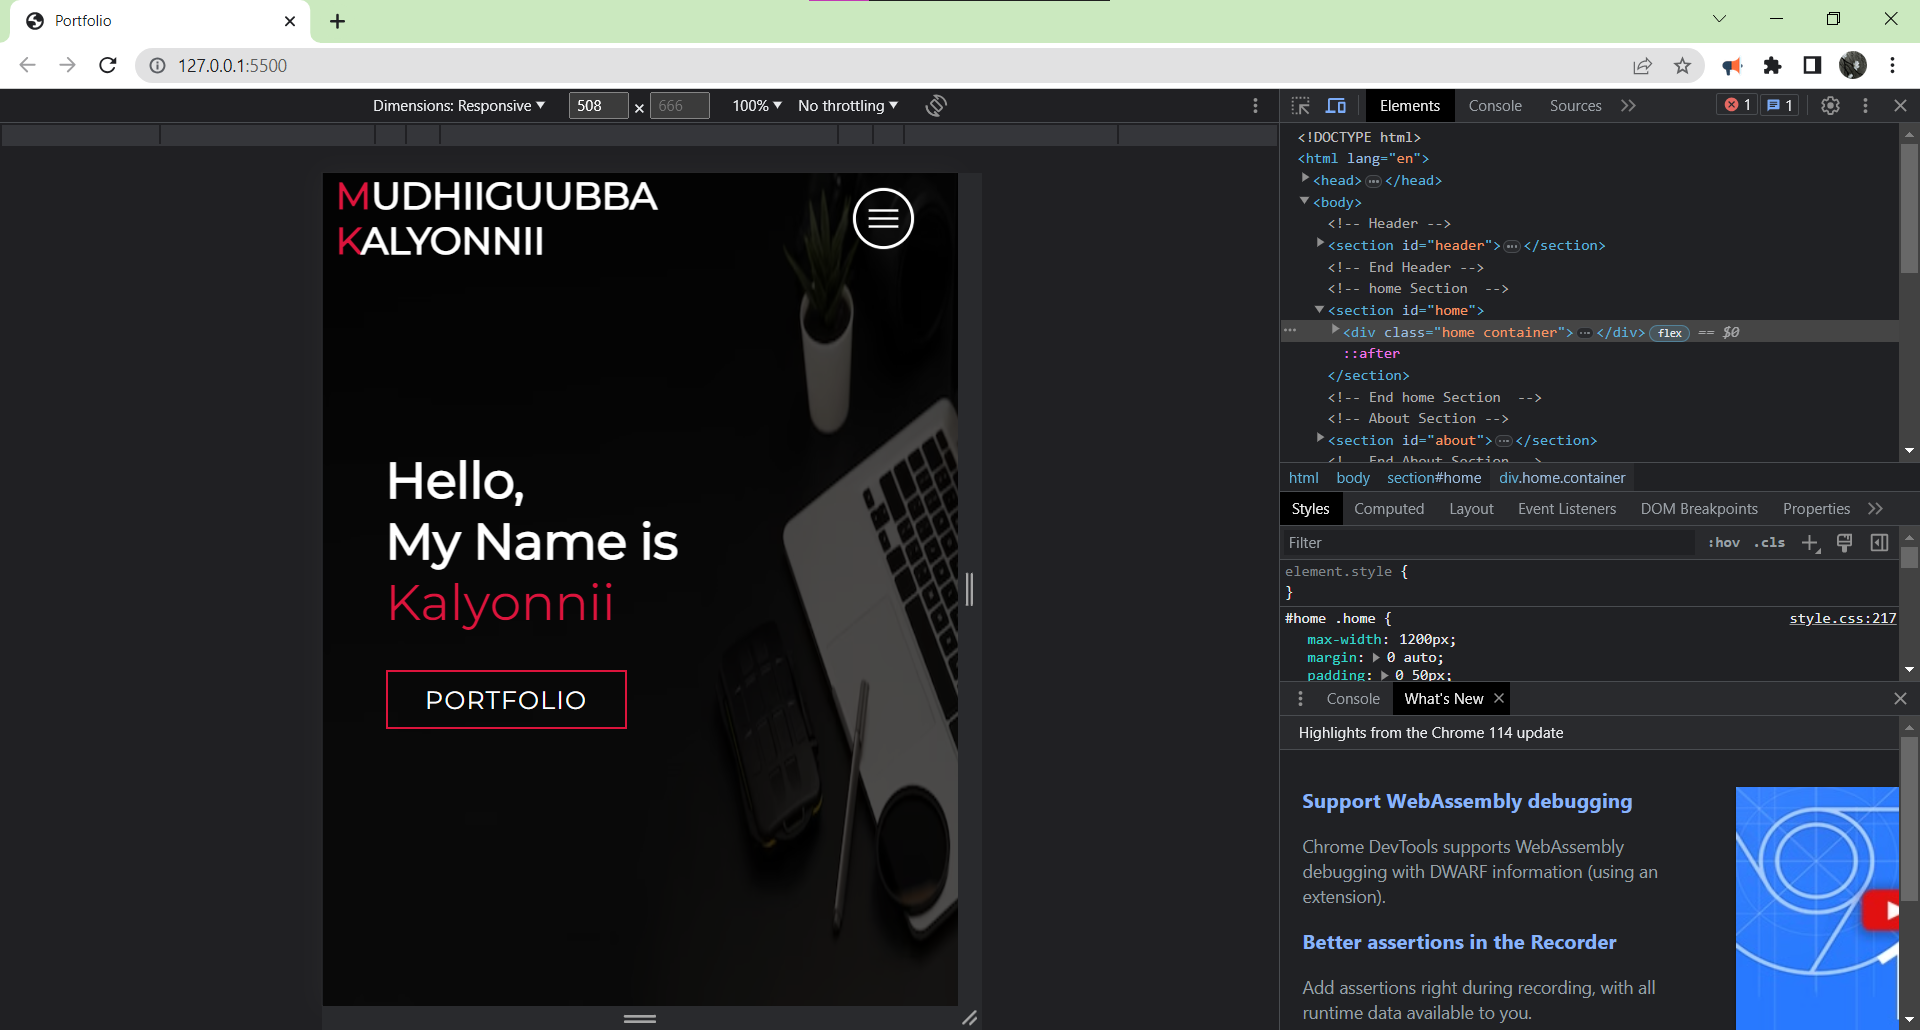 Portfolio
127.0.0.1:5500
Dimensions: Responsive
508 × 666
100%
No throttling
MUDHIIGUUBBA
KALYONNII
Hello,
My Name is
Kalyonnii
PORTFOLIO
Elements Console Sources 1 1
<!DOCTYPE html>
<html lang="en">
<head> </head>
<body>
<!-- Header -->
<section id="header"> </section>
<!-- End Header -->
<!-- home Section  -->
<section id="home">
<div class="home container"> </div> flex == $0
::after
</section>
<!-- End home Section  -->
<!-- About Section -->
<section id="about"> </section>
<!-- End About Section -->
html body section#home div.home.container
Styles Computed Layout Event Listeners DOM Breakpoints Properties
Filter :hov .cls
element.style {
}
#home .home { style.css:217
max-width: 1200px;
margin: 0 auto;
padding: 0 50px;
Console What's New
Highlights from the Chrome 114 update
Support WebAssembly debugging
Chrome DevTools supports WebAssembly
debugging with DWARF information (using an
extension).
Better assertions in the Recorder
Add assertions right during recording, with all
runtime data available to you.